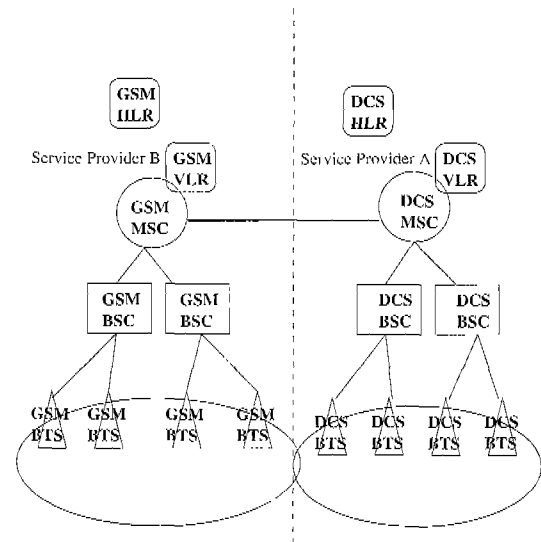 GSM
HLR
DCS
HLR
Service Provider B
GSM
VLR
Service Provider A
DCS
VLR
GSM
MSC
DCS
MSC
GSM
BSC
GSM
BSC
DCS
BSC
DCS
BSC
GSM
BTS
GSM
BTS
GSM
BTS
GSM
BTS
DCS
BTS
DCS
BTS
DCS
BTS
DCS
BTS